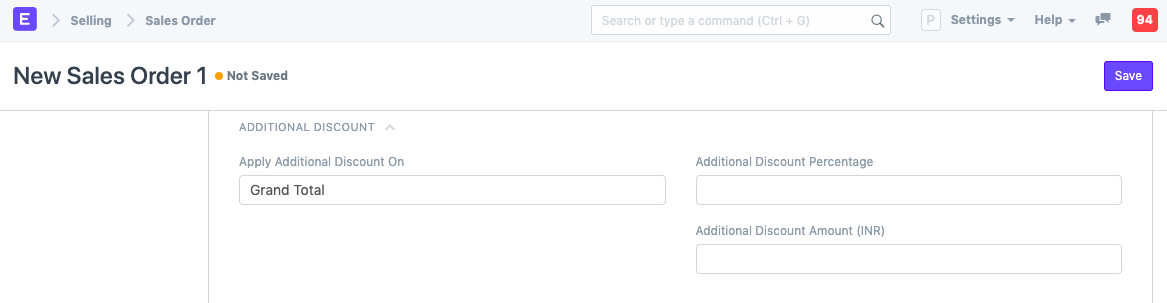 E Selling Sales Order Search or type a command (Ctrl + G) P Settings Help 94
New Sales Order 1 Not Saved Save
ADDITIONAL DISCOUNT
Apply Additional Discount On Additional Discount Percentage
Grand Total
Additional Discount Amount (INR)